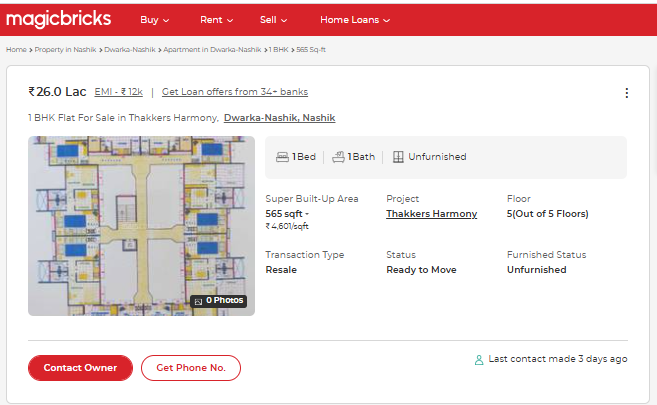 magicbricks
Buy
Rent
Sell
Home Loans
Home > Property in Nashik > Dwarka-Nashik > Apartment in Dwarka-Nashik > 1 BHK > 565 Sq-ft
₹26.0 Lac EMI - ₹ 12k | Get Loan offers from 34+ banks
1 BHK Flat For Sale in Thakkers Harmony, Dwarka-Nashik, Nashik
1 Bed
1 Bath
Unfurnished
Super Built-Up Area
565 sqft -
₹ 4,601/sqft
Project
Thakkers Harmony
Floor
5(Out of 5 Floors)
Transaction Type
Resale
Status
Ready to Move
Furnished Status
Unfurnished
0 Photos
Contact Owner
Get Phone No.
Last contact made 3 days ago